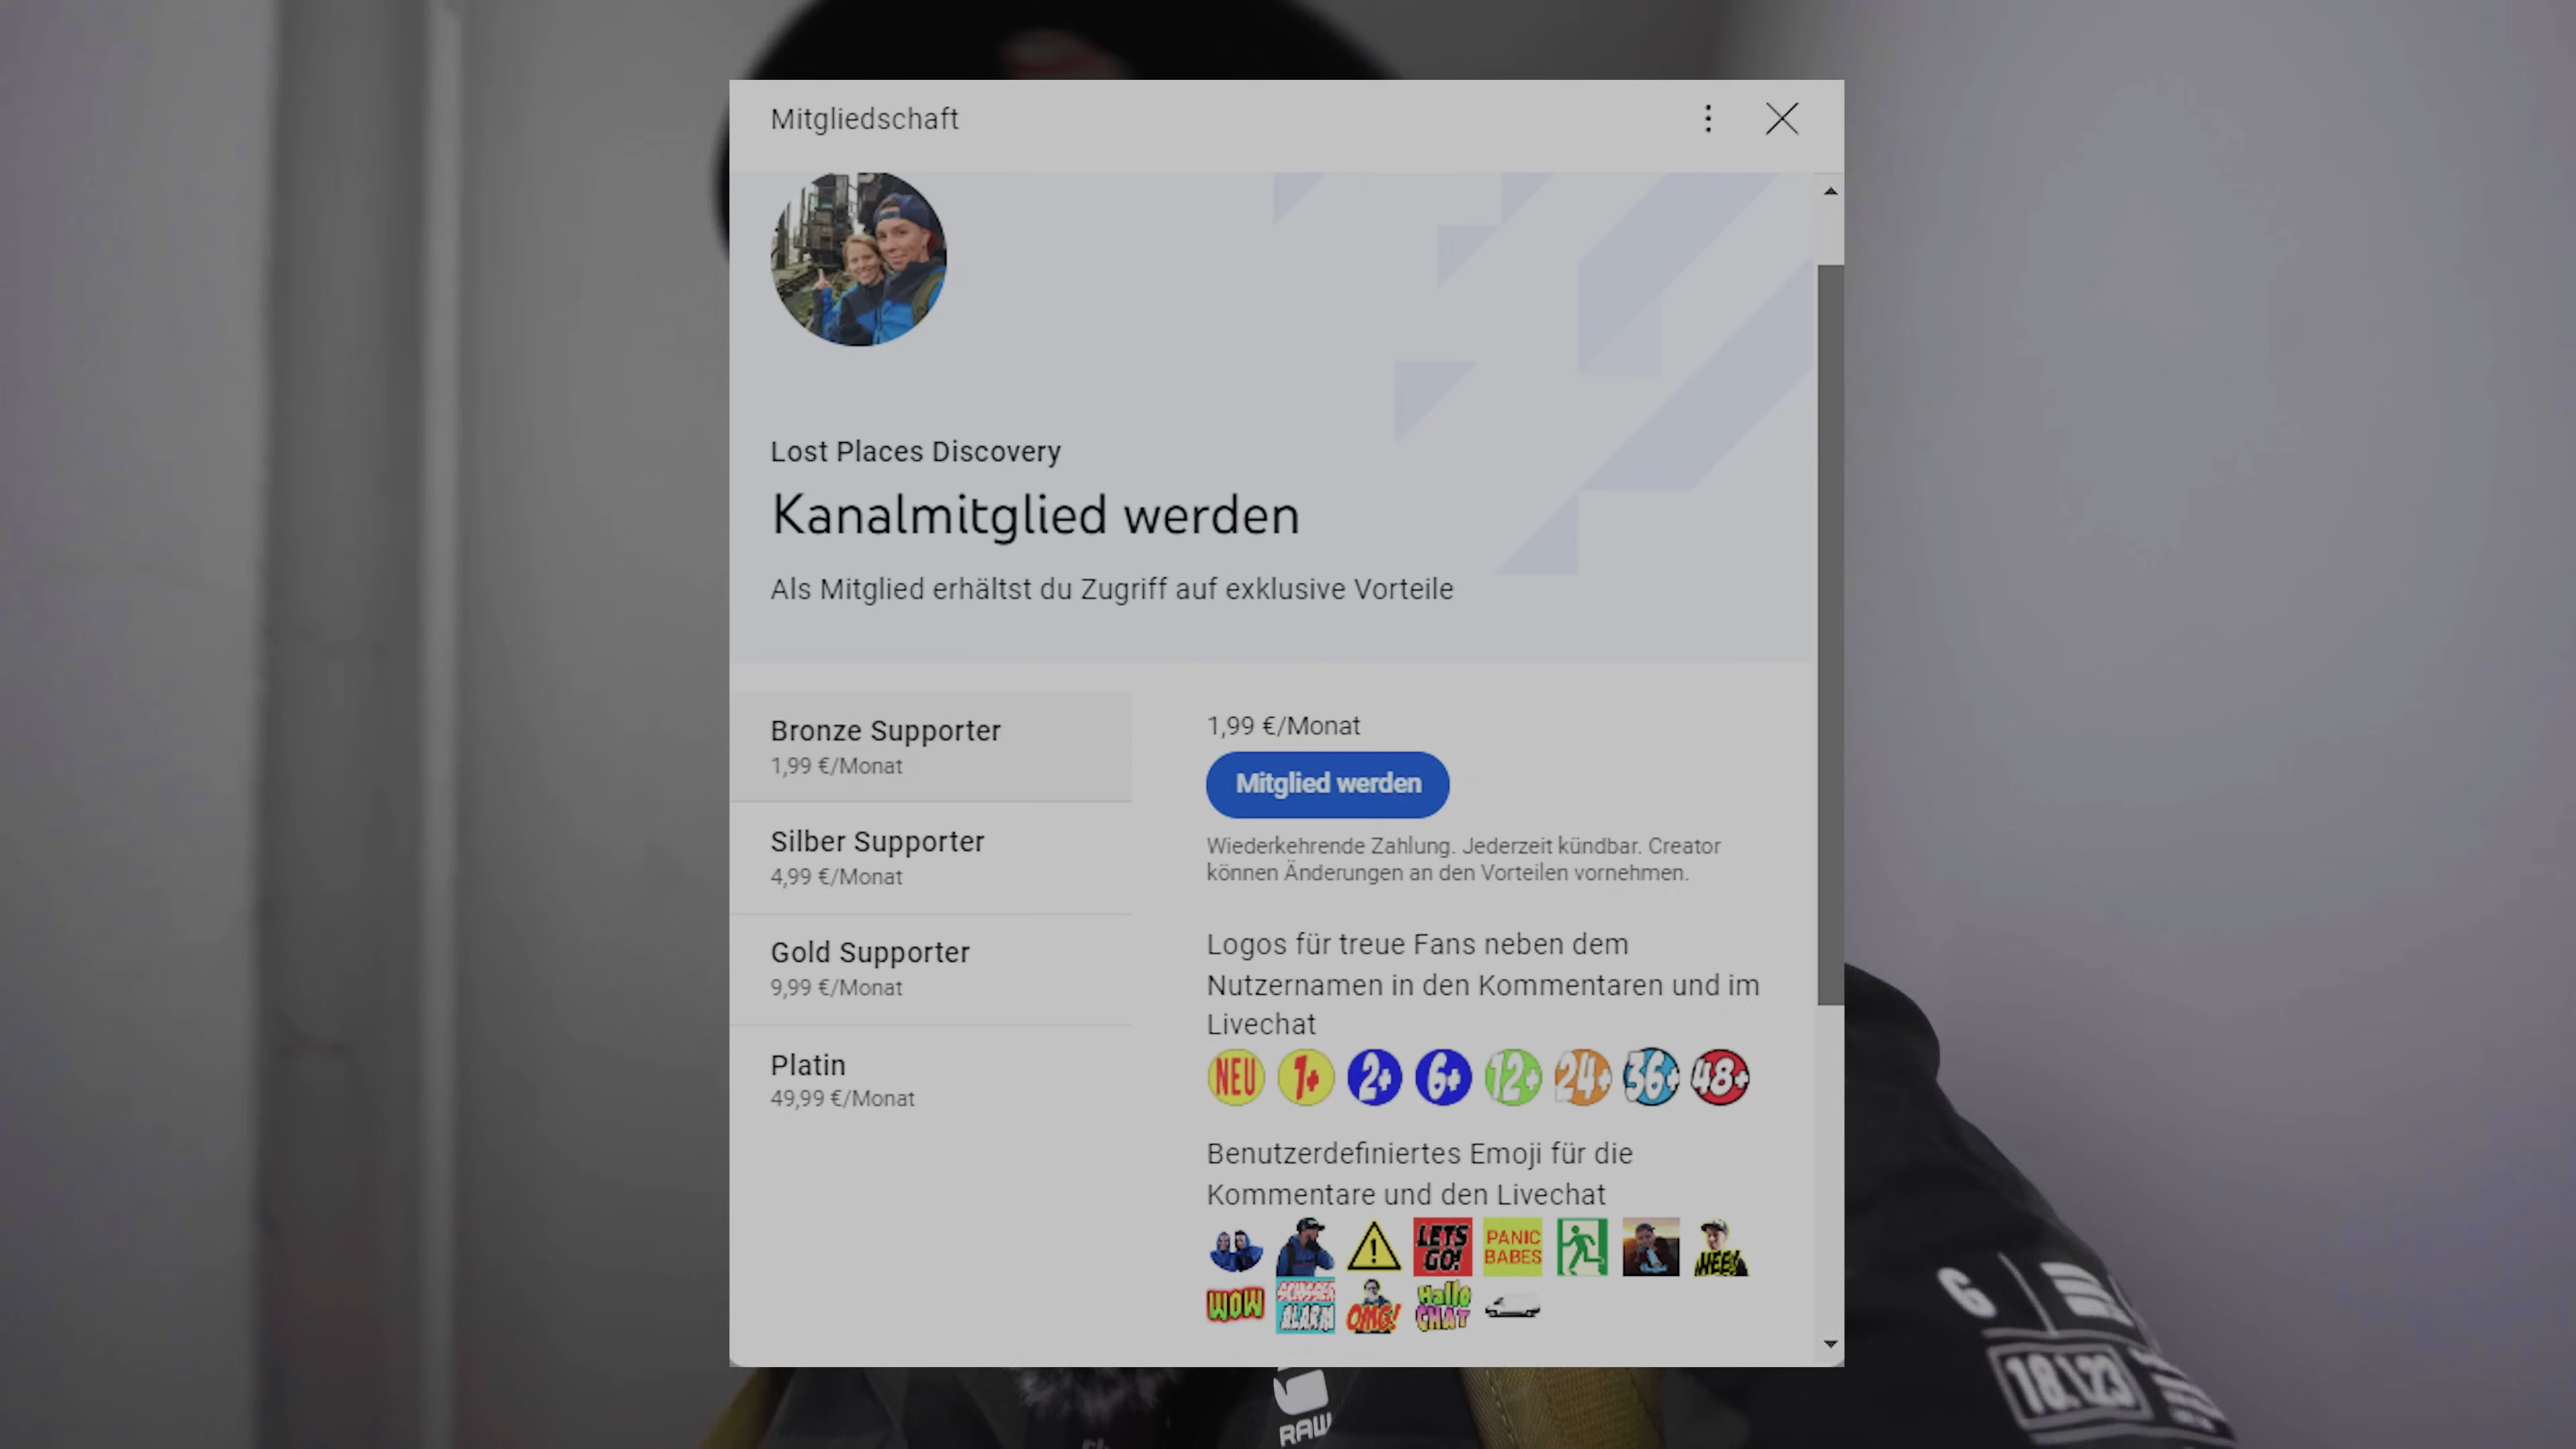 Mitgliedschaft
Lost Places Discovery
Kanalmitglied werden
Als Mitglied erhältst du Zugriff auf exklusive Vorteile
Bronze Supporter
1,99 €/Monat
Silber Supporter
4,99 €/Monat
Gold Supporter
9,99 €/Monat
Platin
49,99 €/Monat
1,99 €/Monat
Mitglied werden
Wiederkehrende Zahlung. Jederzeit kündbar. Creator
können Änderungen an den Vorteilen vornehmen.
Logos für treue Fans neben dem
Nutzernamen in den Kommentaren und im
Livechat
NEU 1+ 2+ 6+ 12+ 24+ 36+ 48+
Benutzerdefiniertes Emoji für die
Kommentare und den Livechat
LETS
GO!
PANIC
BABES
WOW
ALARM
OMG!
Hallo
CHAT
RAW